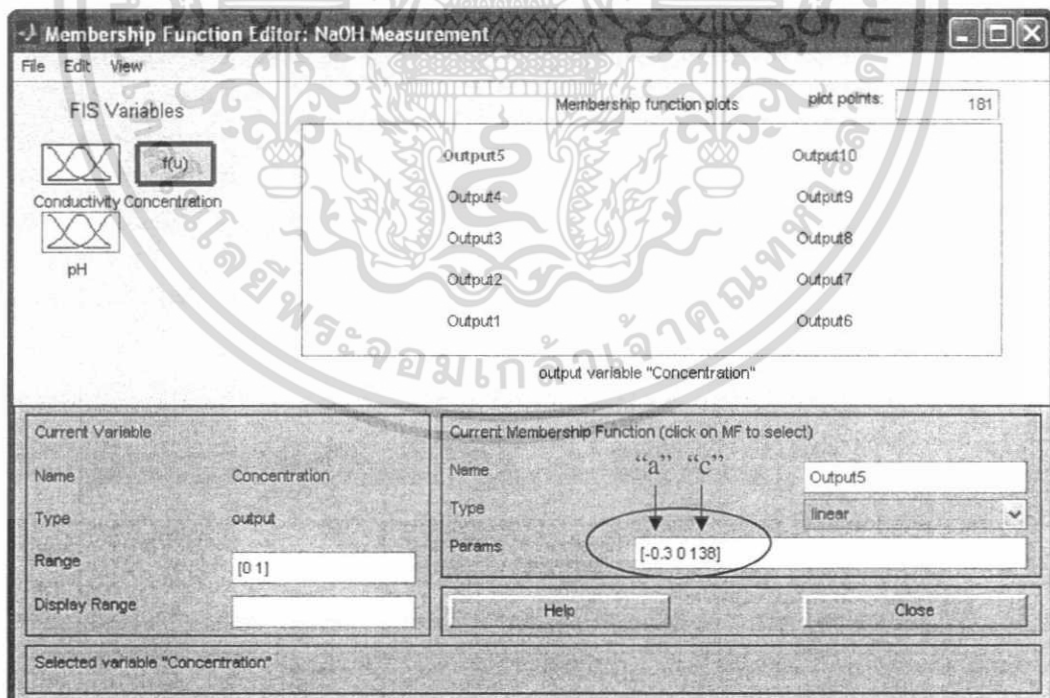 Membership Function Editor: NaOH Measurement
File Edit View
FIS Variables
Membership function plots
plot points:
181
f(u)
Conductivity Concentration
pH
Output5
Output10
Output4
Output9
Output3
Output8
Output2
Output7
Output1
Output6
output variable "Concentration"
Current Variable
Name
Concentration
Type
output
Range
[0 1]
Display Range
Current Membership Function (click on MF to select)
"a" "c"
Name
Output5
Type
linear
Params
[-0.3 0 138]
Help
Close
Selected variable "Concentration"